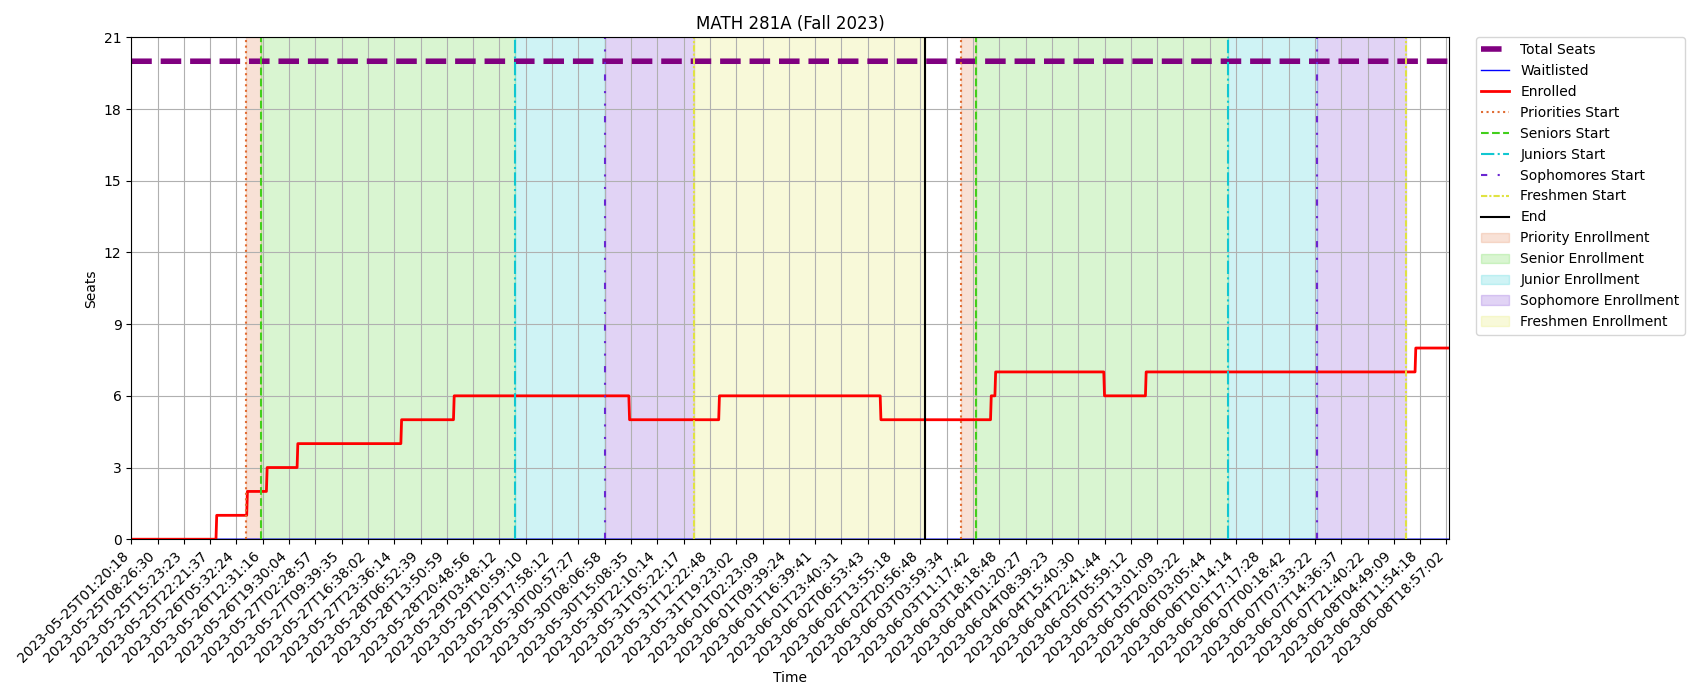 MATH 281A (Fall 2023)
Seats
21
18
15
12
9
6
3
0
2023-05-25T01:20:18
2023-05-25T08:26:30
2023-05-25T15:23:23
2023-05-25T22:21:37
2023-05-26T05:32:24
2023-05-26T12:31:16
2023-05-26T19:30:04
2023-05-27T02:28:57
2023-05-27T09:39:35
2023-05-27T16:38:02
2023-05-27T23:36:14
2023-05-28T06:52:39
2023-05-28T13:50:59
2023-05-28T20:48:56
2023-05-29T03:48:12
2023-05-29T10:59:10
2023-05-29T17:58:12
2023-05-30T00:57:27
2023-05-30T08:06:58
2023-05-30T15:08:35
2023-05-30T22:10:14
2023-05-31T05:22:17
2023-05-31T12:22:48
2023-05-31T19:23:02
2023-06-01T02:23:09
2023-06-01T09:39:24
2023-06-01T16:39:41
2023-06-01T23:40:31
2023-06-02T06:53:43
2023-06-02T13:55:18
2023-06-02T20:56:48
2023-06-03T03:59:34
2023-06-03T11:17:42
2023-06-03T18:18:48
2023-06-04T01:20:27
2023-06-04T08:39:23
2023-06-04T15:40:30
2023-06-04T22:41:44
2023-06-05T05:59:12
2023-06-05T13:01:09
2023-06-05T20:03:22
2023-06-06T03:05:44
2023-06-06T10:14:14
2023-06-06T17:17:28
2023-06-07T00:18:42
2023-06-07T07:33:22
2023-06-07T14:36:37
2023-06-07T21:40:22
2023-06-08T04:49:09
2023-06-08T11:54:18
2023-06-08T18:57:02
Time
Total Seats
Waitlisted
Enrolled
Priorities Start
Seniors Start
Juniors Start
Sophomores Start
Freshmen Start
End
Priority Enrollment
Senior Enrollment
Junior Enrollment
Sophomore Enrollment
Freshmen Enrollment